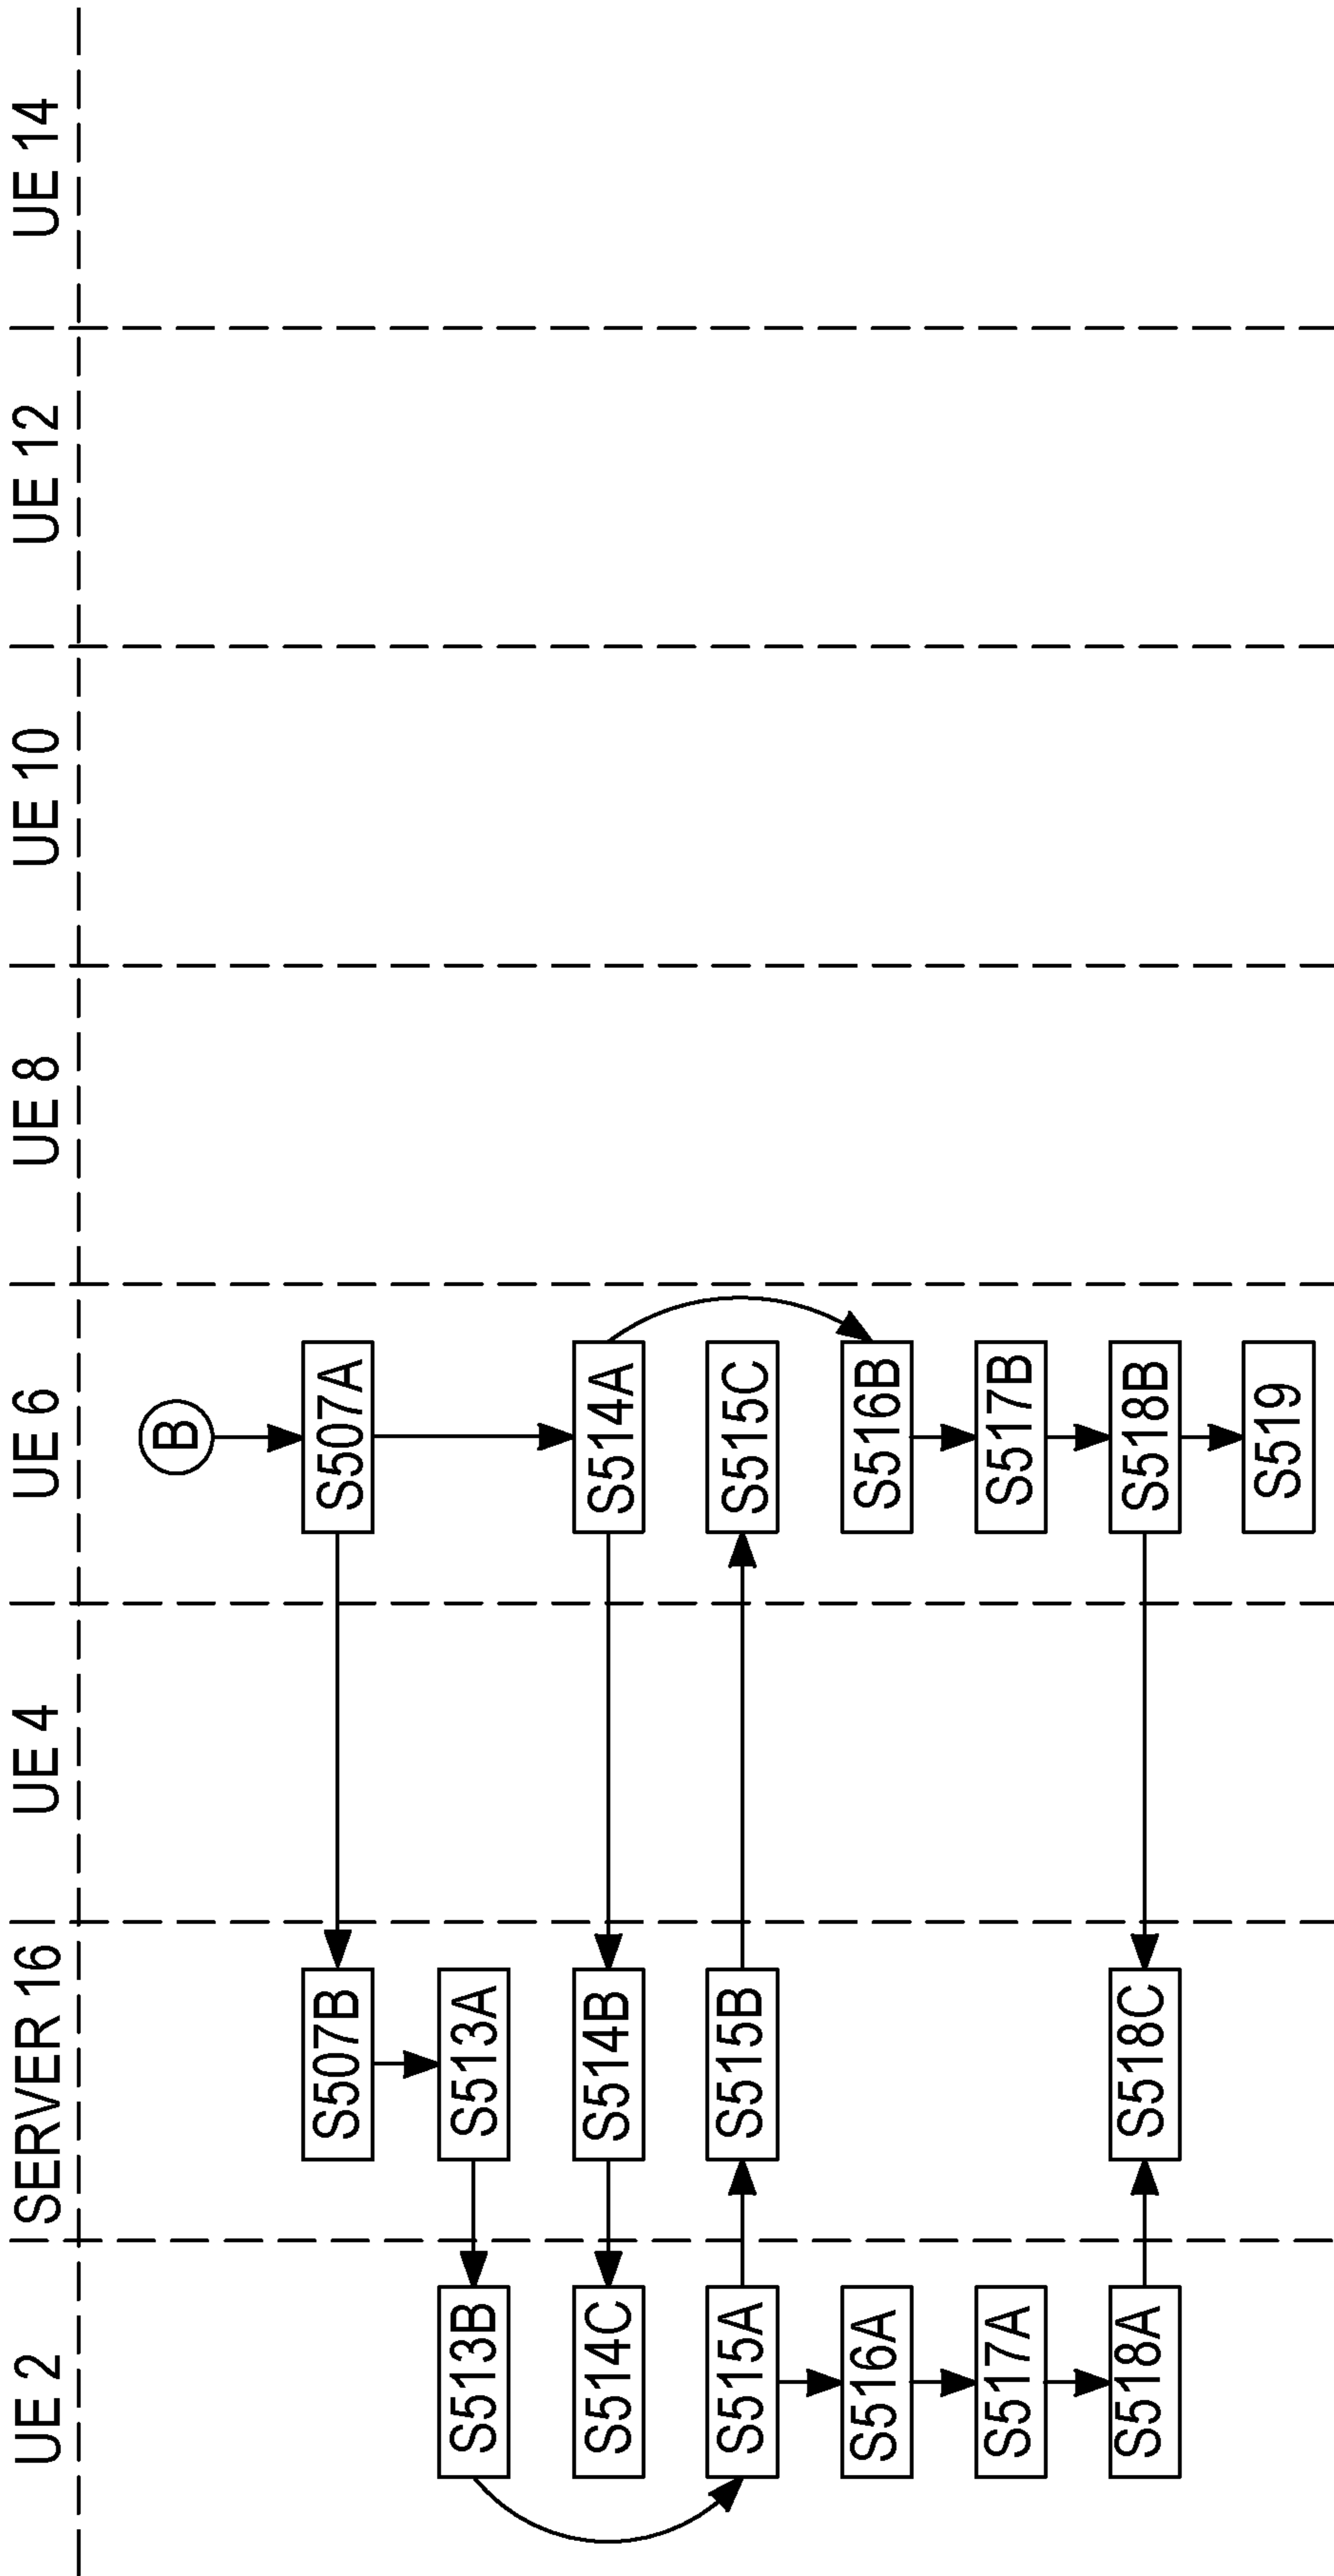 UE 2 SERVER 16 UE 4 UE 6 UE 8 UE 10 UE 12 UE 14
B
S507B S507A
S513B S513A
S514C S514B S514A
S515A S515B S515C
S516A S516B
S517A S517B
S518A S518C S518B
S519